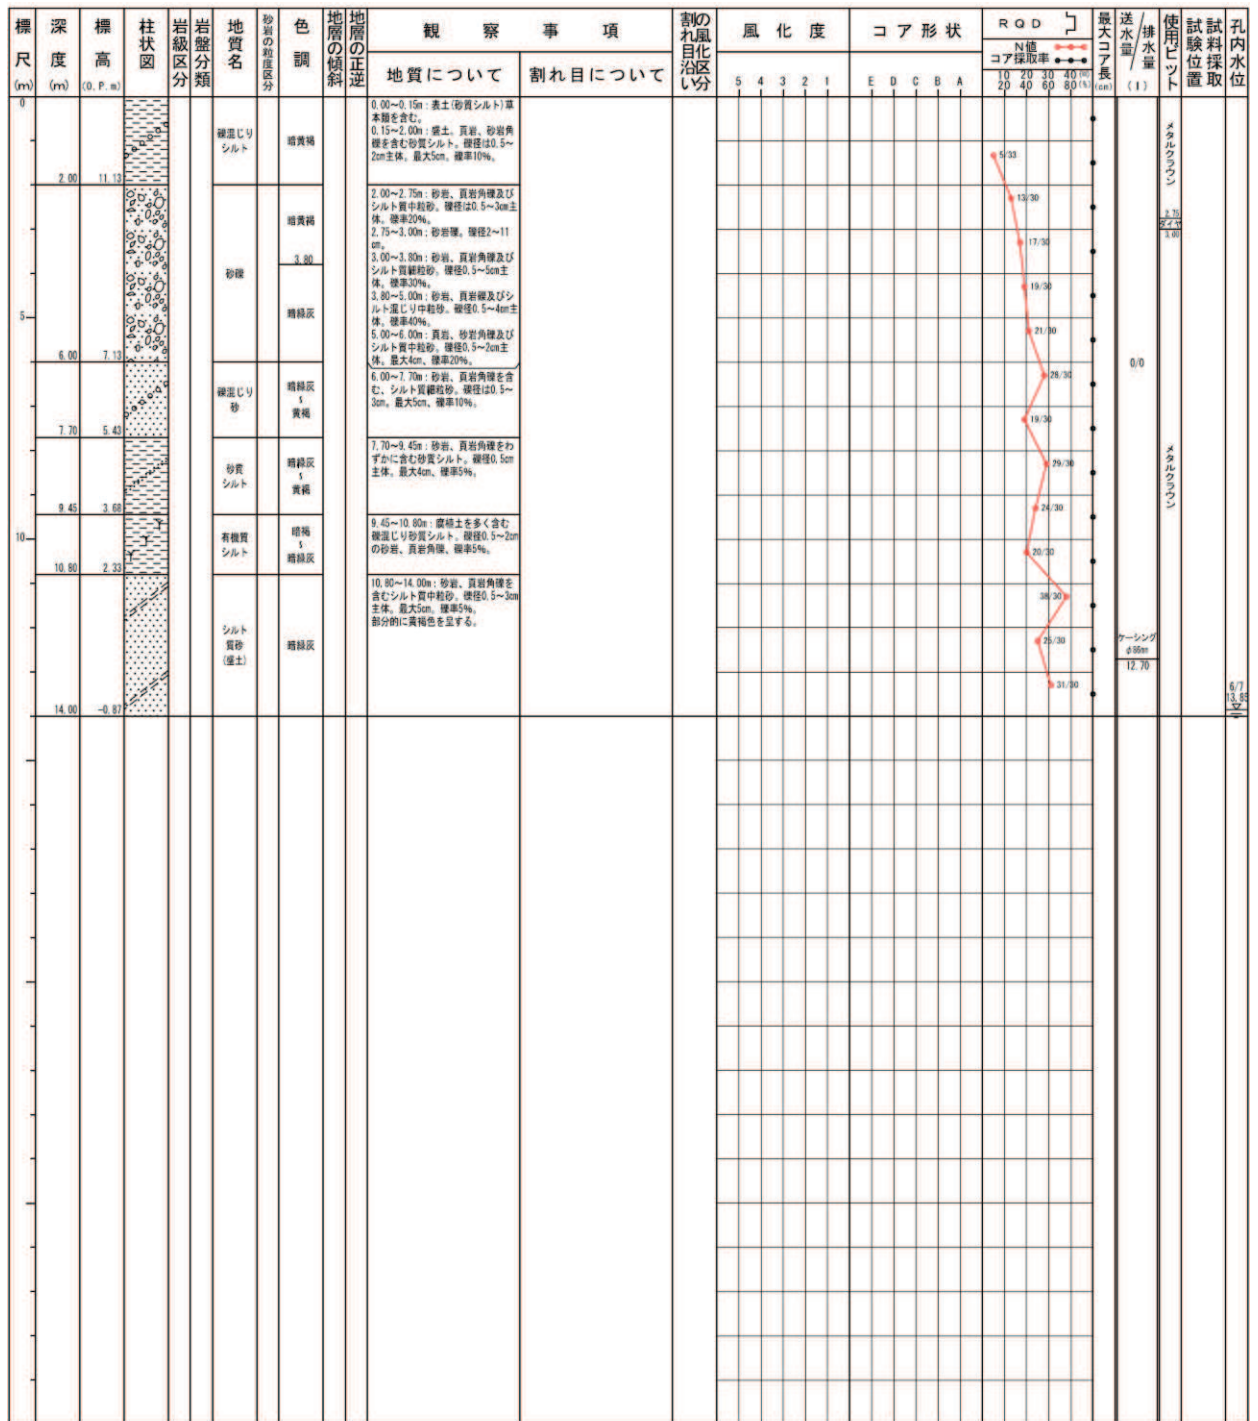 標尺(m)
深度(m)
標高(O.P.m)
柱状図
岩級区分
岩盤分類
地質名
砂岩の粒度区分
色調
地層の傾斜
地層の正逆
観察事項
地質について
割れ目について
割れ目沿いの風化区分
風化度
5 4 3 2 1
コア形状
E D C B A
RQD
N値
コア採取率
10 20 30 40 (N)
20 40 60 80 (%)
最大コア長(cm)
送水量/排水量
(l)
使用ビット
試験位置
試料採取
孔内水位
0
2.00 11.13
礫混じり
シルト
暗黄褐
0.00~0.15m:表土(砂質シルト)草
本類を含む。
0.15~2.00m:盛土。頁岩、砂岩角
礫を含む砂質シルト。礫径は0.5~
2cm主体。最大5cm。礫率10%。
5/33
メタルクラウン
砂礫
暗黄褐
3.80
暗緑灰
2.00~2.75m:砂岩、頁岩角礫及び
シルト質中粒砂。礫径は0.5~3cm主
体。礫率20%。
2.75~3.00m:砂岩礫。礫径2~11
cm。
3.00~3.80m:砂岩、頁岩角礫及び
シルト質細粒砂。礫径0.5~5cm主
体。礫率30%。
3.80~5.00m:砂岩、頁岩礫及びシ
ルト混じり中粒砂。礫径0.5~4cm主
体。礫率40%。
5.00~6.00m:頁岩、砂岩角礫及び
シルト質中粒砂。礫径0.5~2cm主
体。最大4cm、礫率20%。
13/30
17/30
19/30
21/30
2.75
ダイヤ
3.00
5
6.00 7.13
0/0
礫混じり
砂
暗緑灰
~
黄褐
6.00~7.70m:砂岩、頁岩角礫を含
む、シルト質細粒砂。礫径は0.5~
3cm。最大5cm、礫率10%。
28/30
19/30
7.70 5.43
砂質
シルト
暗緑灰
~
黄褐
7.70~9.45m:砂岩、頁岩角礫をわ
ずかに含む砂質シルト。礫径0.5cm
主体。最大4cm、礫率5%。
29/30
24/30
メタルクラウン
9.45 3.68
10
有機質
シルト
暗褐
~
暗緑灰
9.45~10.80m:腐植土を多く含む
礫混じり砂質シルト。礫径0.5~2cm
の砂岩、頁岩角礫、礫率5%。
20/30
10.80 2.33
シルト
質砂
(盛土)
暗緑灰
10.80~14.00m:砂岩、頁岩角礫を
含むシルト質中粒砂。礫径0.5~3cm
主体。最大5cm。礫率5%。
部分的に黄褐色を呈する。
38/30
25/30
31/30
ケーシング
φ86mm
12.70
6/7
13.85
14.00 -0.87